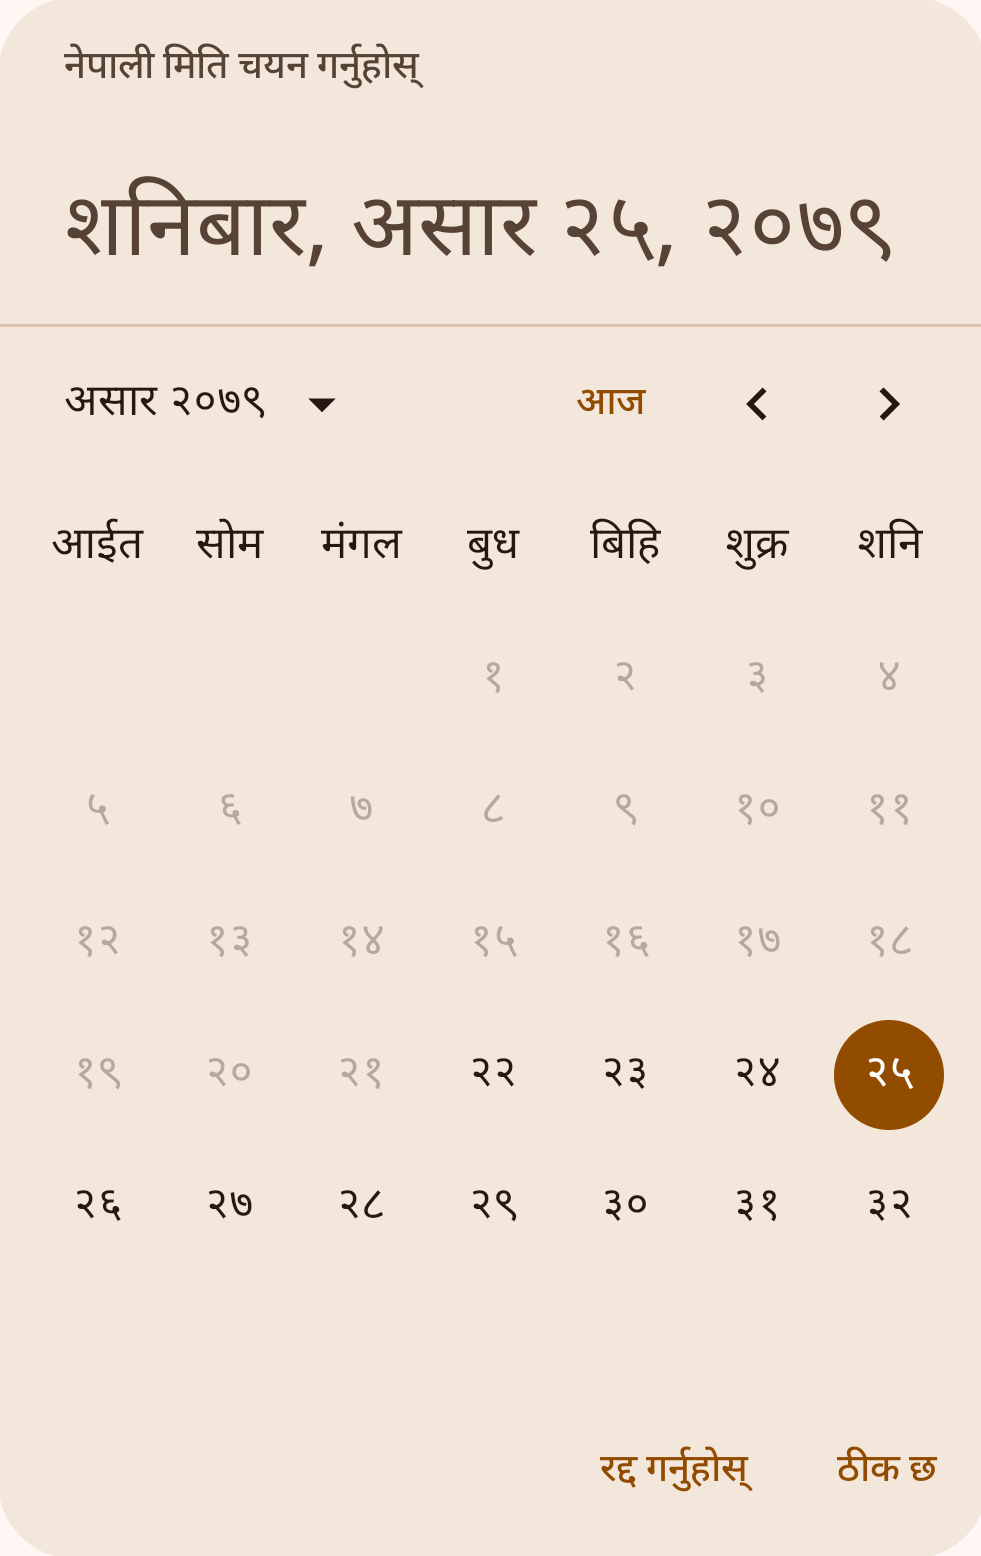 नेपाली मिति चयन गर्नुहोस्
शनिबार, असार २५, २०७९
असार २०७९ आज
आईत सोम मंगल बुध बिहि शुक्र शनि
१ २ ३ ४
५ ६ ७ ८ ९ १० ११
१२ १३ १४ १५ १६ १७ १८
१९ २० २१ २२ २३ २४ २५
२६ २७ २८ २९ ३० ३१ ३२
रद्द गर्नुहोस् ठीक छ